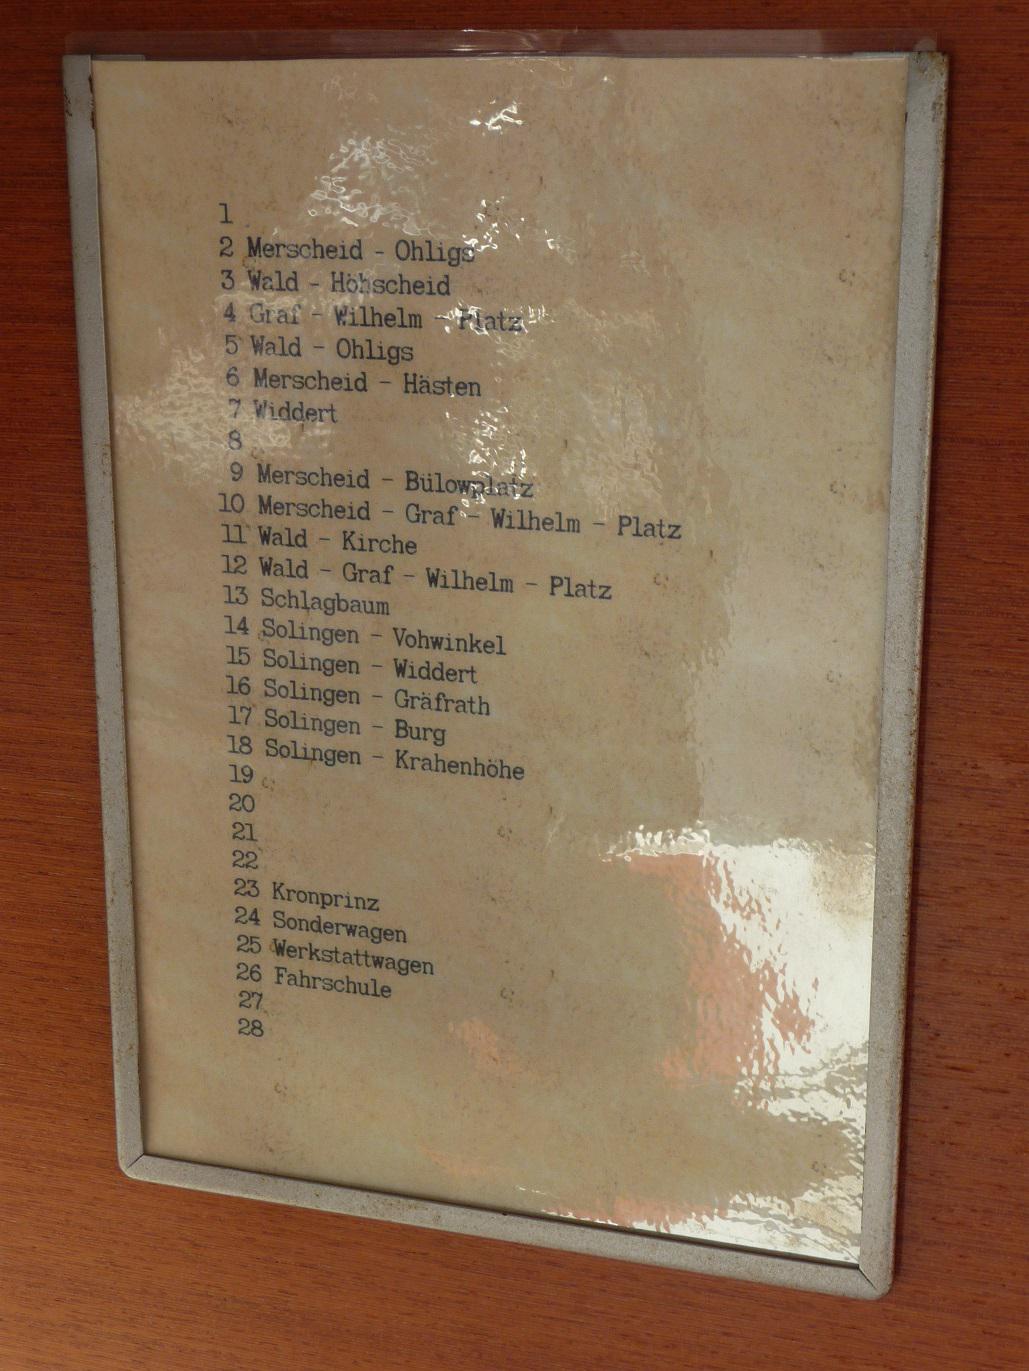 1
2 Merscheid - Ohligs
3 Wald - Höhscheid
4 Graf - Wilhelm - Platz
5 Wald - Ohligs
6 Merscheid - Hästen
7 Widdert
8
9 Merscheid - Bülowplatz
10 Merscheid - Graf - Wilhelm - Platz
11 Wald - Kirche
12 Wald - Graf - Wilhelm - Platz
13 Schlagbaum
14 Solingen - Vohwinkel
15 Solingen - Widdert
16 Solingen - Gräfrath
17 Solingen - Burg
18 Solingen - Krahenhöhe
19
20
21
22
23 Kronprinz
24 Sonderwagen
25 Werkstattwagen
26 Fahrschule
27
28